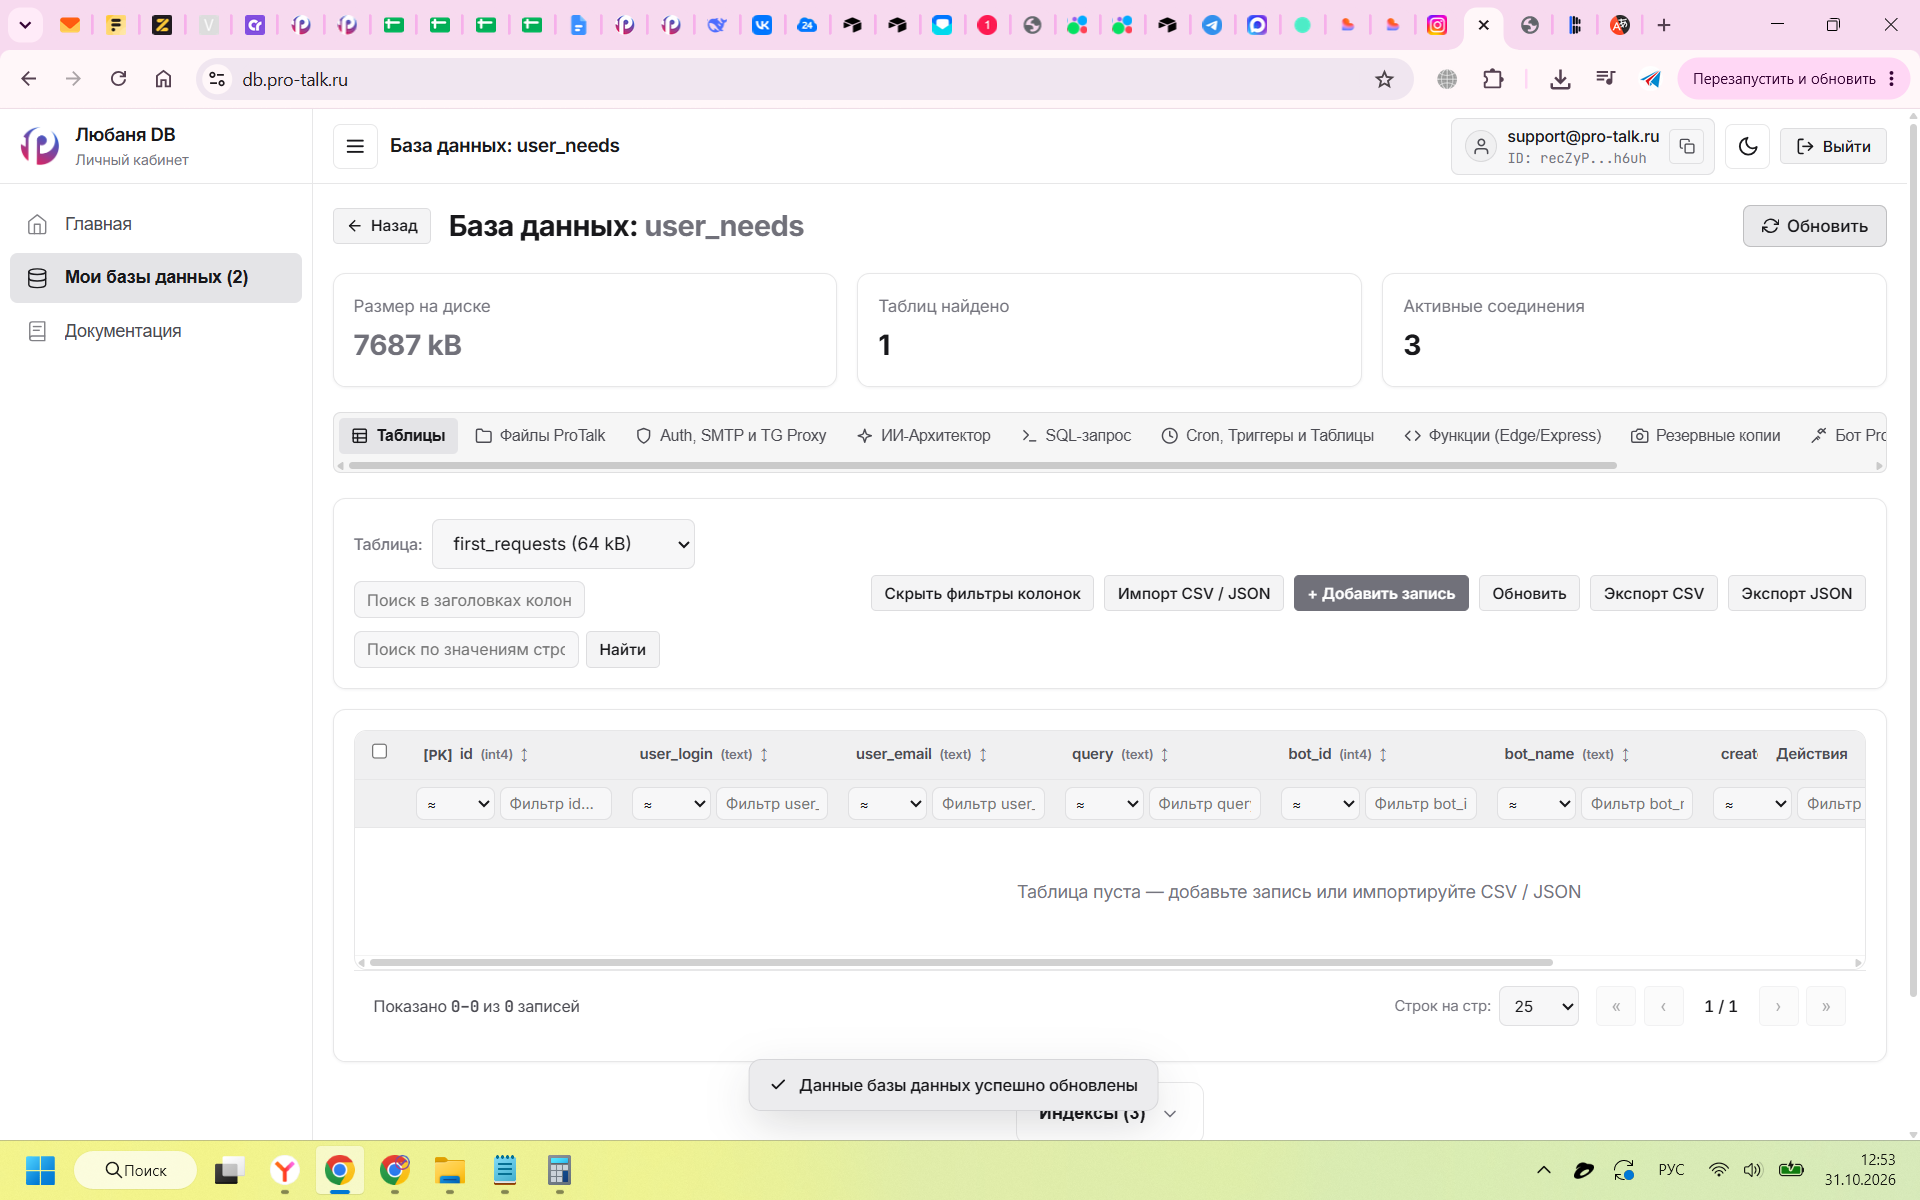 db.pro-talk.ru
Перезапустить и обновить
Любаня DB
Личный кабинет
База данных: user_needs
support@pro-talk.ru
ID: recZyP...h6uh
Выйти
Главная
Мои базы данных (2)
Документация
Назад
База данных: user_needs
Обновить
Размер на диске
7687 kB
Таблиц найдено
1
Активные соединения
3
Таблицы
Файлы ProTalk
Auth, SMTP и TG Proxy
ИИ-Архитектор
SQL-запрос
Cron, Триггеры и Таблицы
Функции (Edge/Express)
Резервные копии
Бот Pro
Таблица:
first_requests (64 kB)
Поиск в заголовках колон
Поиск по значениям стро
Найти
Скрыть фильтры колонок
Импорт CSV / JSON
+ Добавить запись
Обновить
Экспорт CSV
Экспорт JSON
[PK] id (int4)
user_login (text)
user_email (text)
query (text)
bot_id (int4)
bot_name (text)
creat
Действия
≈ Фильтр id...
≈ Фильтр user_
≈ Фильтр user_
≈ Фильтр quer
≈ Фильтр bot_i
≈ Фильтр bot_r
≈ Фильтр
Таблица пуста — добавьте запись или импортируйте CSV / JSON
Показано 0–0 из 0 записей
Строк на стр:
25
«
‹
1 / 1
›
»
Данные базы данных успешно обновлены
Индексы (3)
Поиск
РУС
12:53
31.10.2026